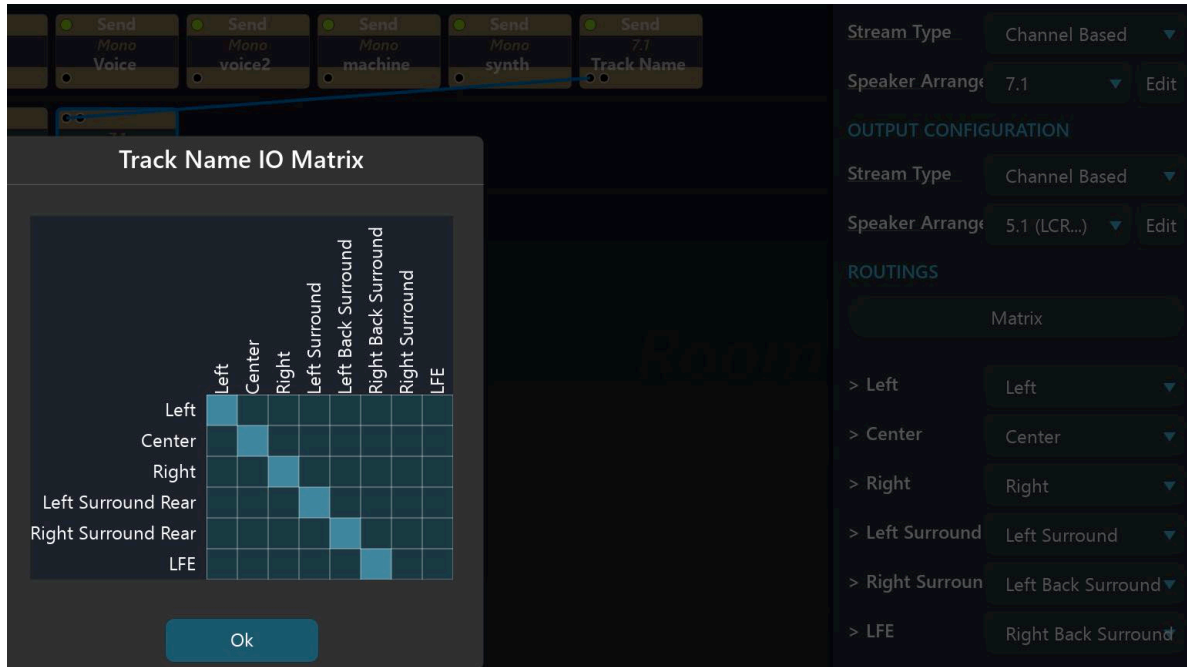 Send
Mono
Voice
Send
Mono
voice2
Send
Mono
machine
Send
Mono
synth
Send
7.1
Track Name
Track Name IO Matrix
Left
Center
Right
Left Surround
Left Back Surround
Right Back Surround
Right Surround
LFE
Left
Center
Right
Left Surround Rear
Right Surround Rear
LFE
Ok
Room
Stream Type
Channel Based
Speaker Arrange
7.1
Edit
OUTPUT CONFIGURATION
Stream Type
Channel Based
Speaker Arrange
5.1 (LCR...)
Edit
ROUTINGS
Matrix
> Left
Left
> Center
Center
> Right
Right
> Left Surround
Left Surround
> Right Surroun
Left Back Surround
> LFE
Right Back Surround